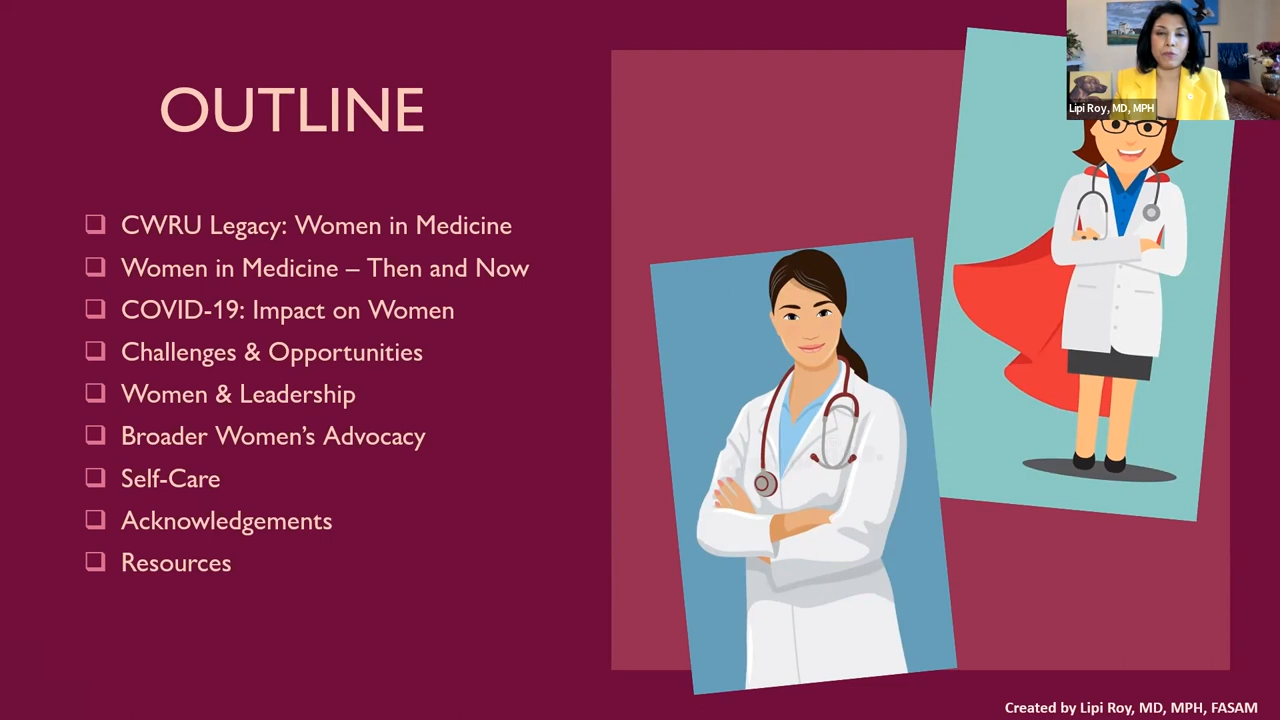 OUTLINE
CWRU Legacy: Women in Medicine
Women in Medicine – Then and Now
COVID-19: Impact on Women
Challenges & Opportunities
Women & Leadership
Broader Women’s Advocacy
Self-Care
Acknowledgements
Resources
Lipi Roy, MD, MPH
Created by Lipi Roy, MD, MPH, FASAM